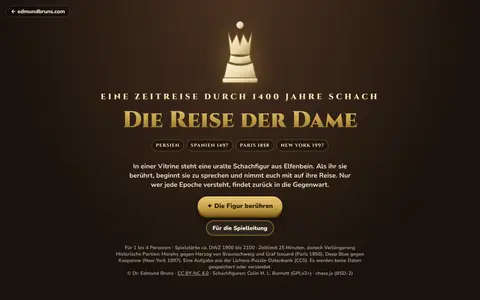 ← edmundbruns.com
EINE ZEITREISE DURCH 1400 JAHRE SCHACH
DIE REISE DER DAME
PERSIEN
SPANIEN 1497
PARIS 1858
NEW YORK 1997
In einer Vitrine steht eine uralte Schachfigur aus Elfenbein. Als ihr sie
berührt, beginnt sie zu sprechen und nimmt euch mit auf ihre Reise. Nur
wer jede Epoche versteht, findet zurück in die Gegenwart.
✦ Die Figur berühren
Für die Spielleitung
Für 1 bis 4 Personen · Spielstärke ca. DWZ 1900 bis 2100 · Zeitlimit 25 Minuten, danach Verlängerung
Historische Partien: Morphy gegen Herzog von Braunschweig und Graf Isouard (Paris 1858), Deep Blue gegen
Kasparow (New York 1997). Eine Aufgabe aus der Lichess-Puzzle-Datenbank (CC0). Es werden keine Daten
gespeichert oder versendet.
© Dr. Edmund Bruns · CC BY-NC 4.0 · Schachfiguren: Colin M. L. Burnett (GPLv2+) · chess.js (BSD-2)